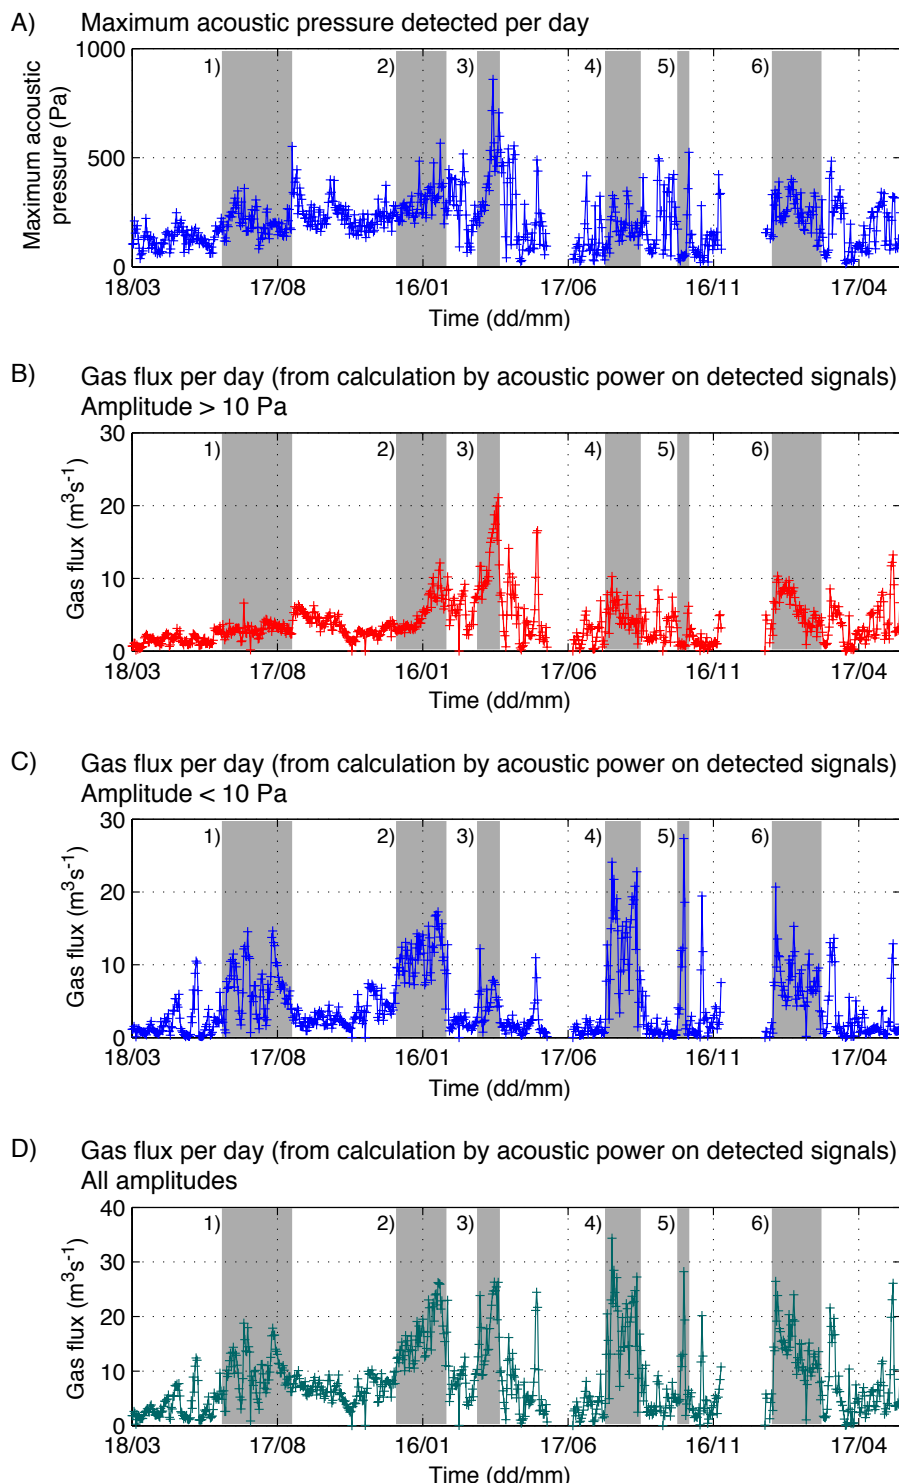 A) Maximum acoustic pressure detected per day
Maximum acoustic
pressure (Pa)
1000
500
0
1) 2) 3) 4) 5) 6)
18/03 17/08 16/01 17/06 16/11 17/04
Time (dd/mm)
B) Gas flux per day (from calculation by acoustic power on detected signals)
Amplitude > 10 Pa
Gas flux (m³s⁻¹)
30
20
10
0
1) 2) 3) 4) 5) 6)
18/03 17/08 16/01 17/06 16/11 17/04
Time (dd/mm)
C) Gas flux per day (from calculation by acoustic power on detected signals)
Amplitude < 10 Pa
Gas flux (m³s⁻¹)
30
20
10
0
1) 2) 3) 4) 5) 6)
18/03 17/08 16/01 17/06 16/11 17/04
Time (dd/mm)
D) Gas flux per day (from calculation by acoustic power on detected signals)
All amplitudes
Gas flux (m³s⁻¹)
40
30
20
10
0
1) 2) 3) 4) 5) 6)
18/03 17/08 16/01 17/06 16/11 17/04
Time (dd/mm)